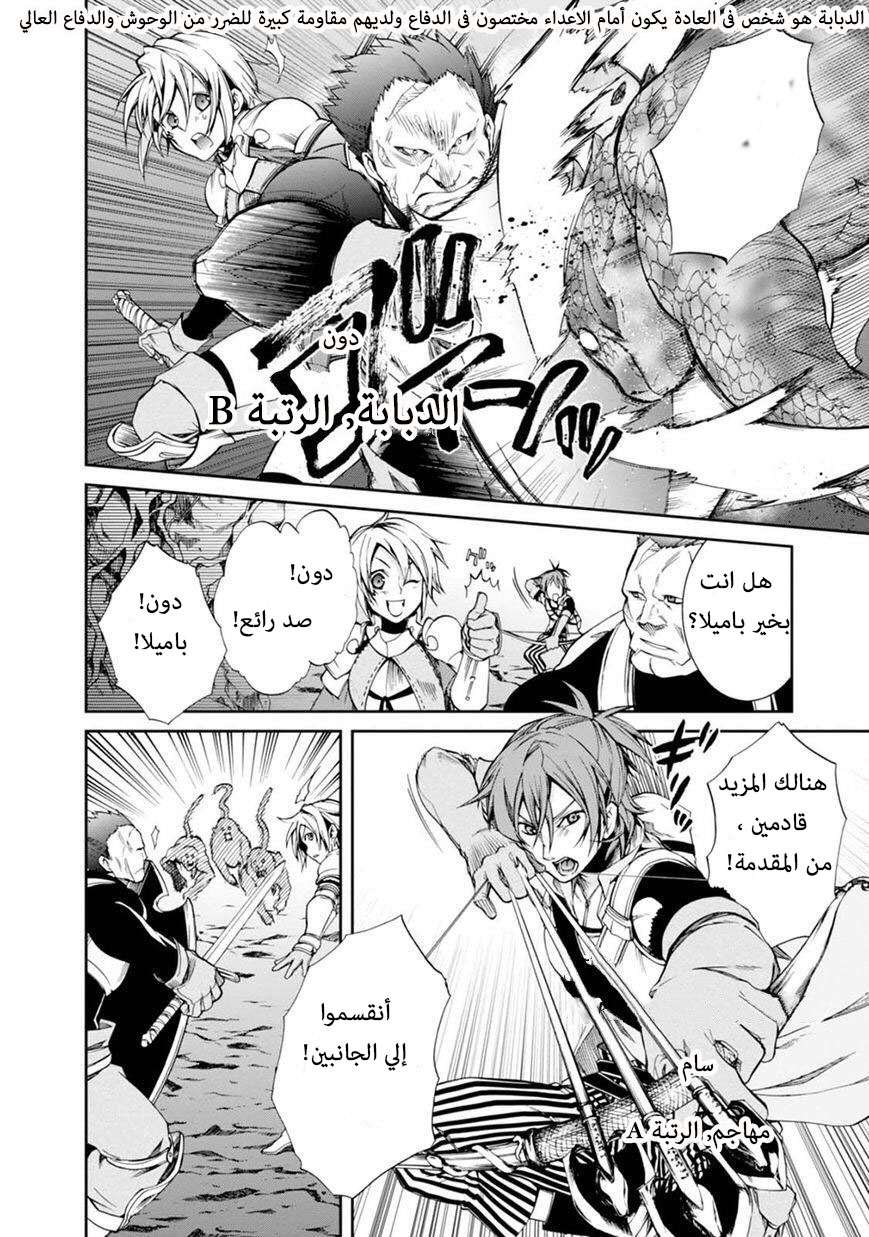 الدبابة هو شخص فى العادة يكون أمام الاعداء مختصون فى الدفاع ولديهم مقاومة كبيرة للضرر من الوحوش والدفاع العالي
دون
الدبابة, الرتبة B
هل انت
بخير باميلا؟
دون!
صد رائع!
دون!
باميلا!
هنالك المزيد
قادمين ،
من المقدمة!
سام
مهاجم, الرتبة A
أنقسموا
إلي الجانبين!